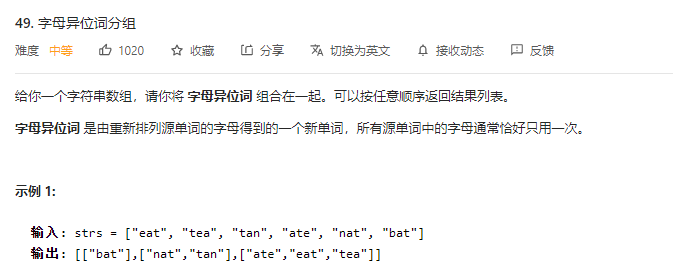 49. 字母异位词分组
难度 中等 1020 收藏 分享 切换为英文 接收动态 反馈
给你一个字符串数组，请你将 字母异位词 组合在一起。可以按任意顺序返回结果列表。
字母异位词 是由重新排列源单词的字母得到的一个新单词，所有源单词中的字母通常恰好只用一次。
示例 1:
输入: strs = ["eat", "tea", "tan", "ate", "nat", "bat"]
输出: [["bat"],["nat","tan"],["ate","eat","tea"]]